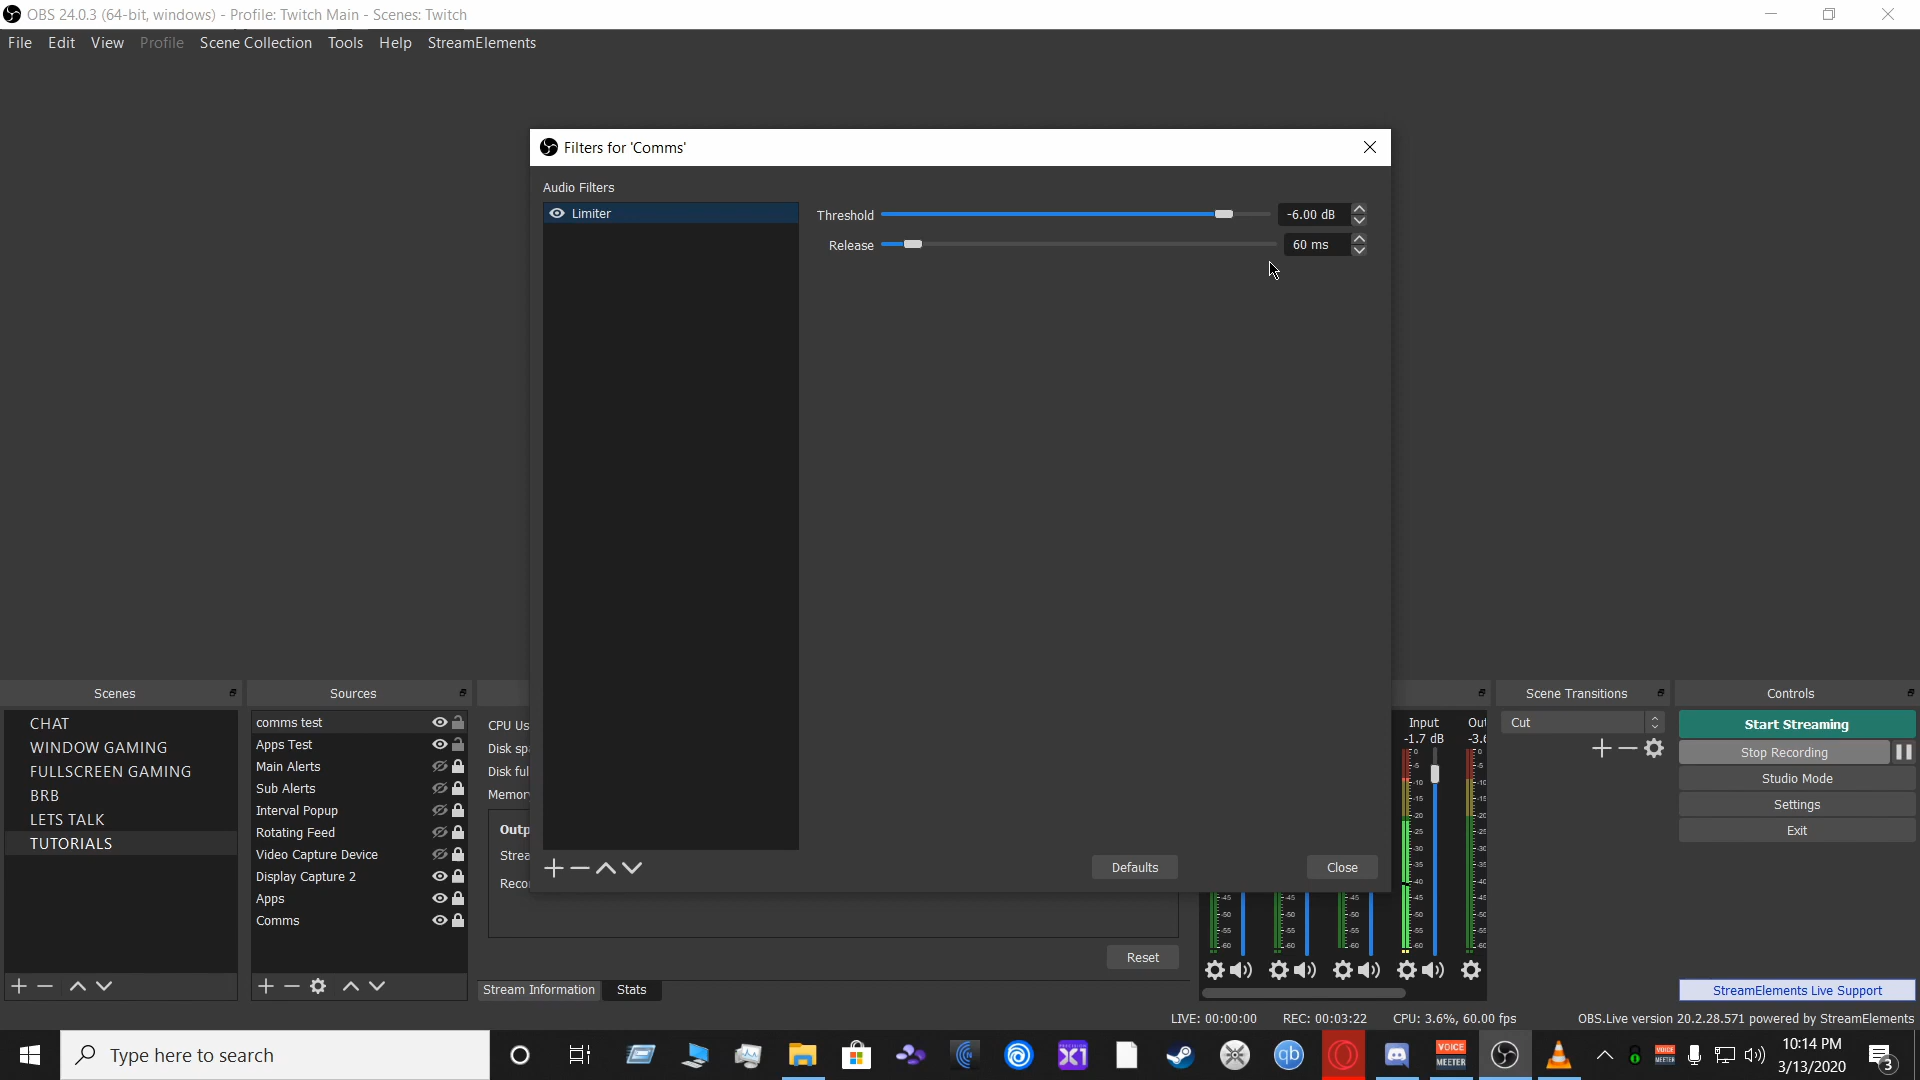 OBS 24.0.3 (64-bit, windows) - Profile: Twitch Main - Scenes: Twitch
File Edit View Profile Scene Collection Tools Help StreamElements
Filters for 'Comms'
Audio Filters
Limiter
Threshold -6.00 dB
Release 60 ms
Defaults Close
Scenes
CHAT
WINDOW GAMING
FULLSCREEN GAMING
BRB
LETS TALK
TUTORIALS
Sources
comms test
Apps Test
Main Alerts
Sub Alerts
Interval Popup
Rotating Feed
Video Capture Device
Display Capture 2
Apps
Comms
CPU Us
Disk sp
Disk ful
Memor
Outp
Strea
Reco
Reset
Stream Information Stats
Input Out
-1.7 dB -3.6
Scene Transitions
Cut
Controls
Start Streaming
Stop Recording
Studio Mode
Settings
Exit
StreamElements Live Support
LIVE: 00:00:00 REC: 00:03:22 CPU: 3.6%, 60.00 fps OBS.Live version 20.2.28.571 powered by StreamElements
Type here to search
qb
X1
VOICE
MEETER
10:14 PM
3/13/2020
3